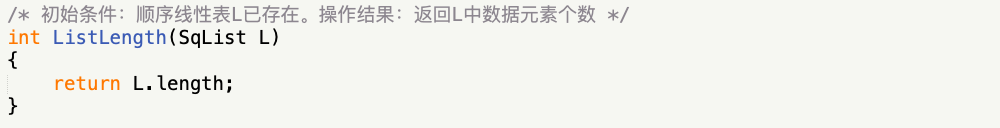 /* 初始条件：顺序线性表L已存在。操作结果：返回L中数据元素个数 */
int ListLength(SqList L)
{
    return L.length;
}